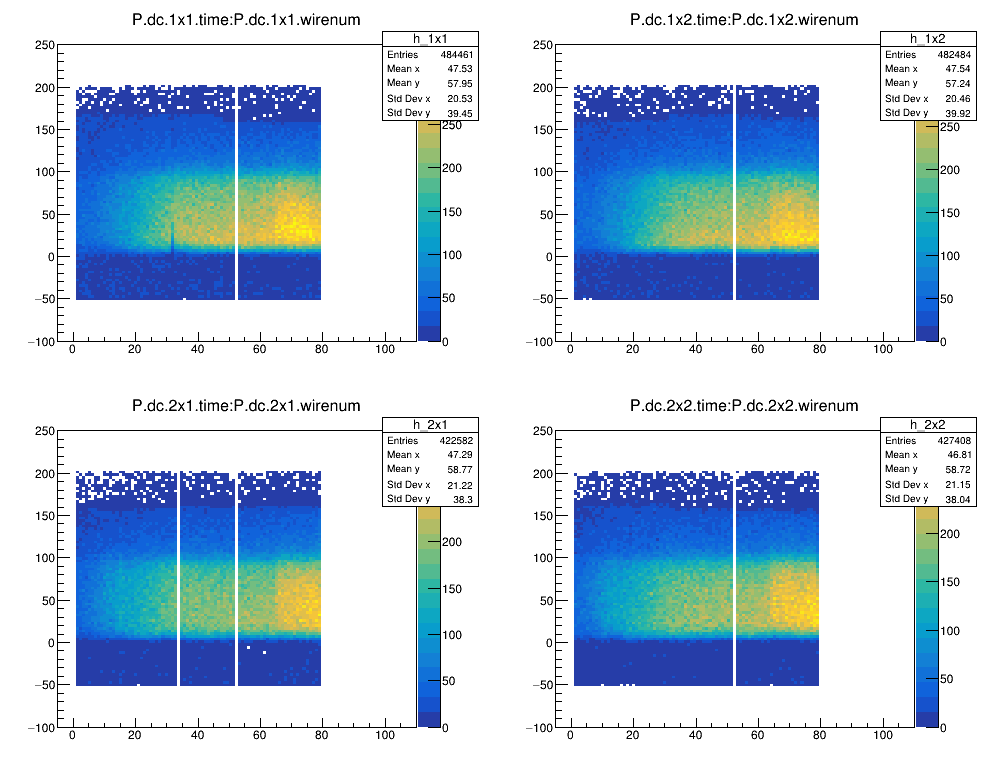 P.dc.1x1.time:P.dc.1x1.wirenum
h_1x1
Entries 484461
Mean x 47.53
Mean y 57.95
Std Dev x 20.53
Std Dev y 39.45
250
200
150
100
50
0
−50
−100
0 20 40 60 80 100
250
200
150
100
50
0
P.dc.1x2.time:P.dc.1x2.wirenum
h_1x2
Entries 482484
Mean x 47.54
Mean y 57.24
Std Dev x 20.46
Std Dev y 39.92
250
200
150
100
50
0
−50
−100
0 20 40 60 80 100
250
200
150
100
50
0
P.dc.2x1.time:P.dc.2x1.wirenum
h_2x1
Entries 422582
Mean x 47.29
Mean y 58.77
Std Dev x 21.22
Std Dev y 38.3
250
200
150
100
50
0
−50
−100
0 20 40 60 80 100
200
150
100
50
0
P.dc.2x2.time:P.dc.2x2.wirenum
h_2x2
Entries 427408
Mean x 46.81
Mean y 58.72
Std Dev x 21.15
Std Dev y 38.04
250
200
150
100
50
0
−50
−100
0 20 40 60 80 100
200
150
100
50
0